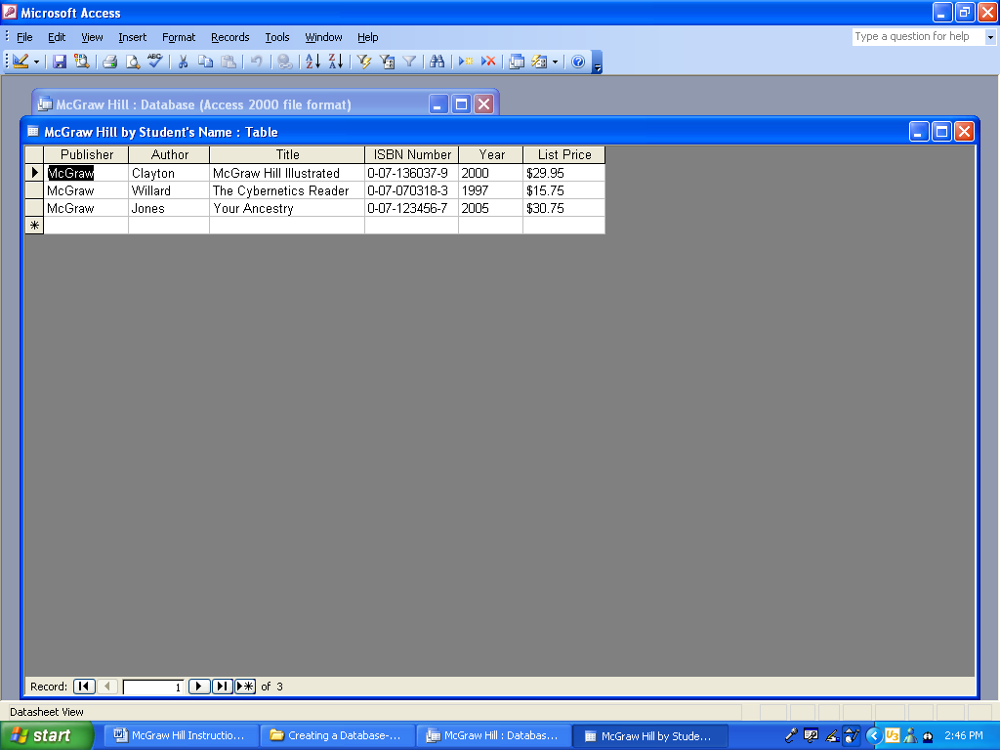 Microsoft Access
File Edit View Insert Format Records Tools Window Help
Type a question for help
McGraw Hill : Database (Access 2000 file format)
McGraw Hill by Student's Name : Table
Publisher Author Title ISBN Number Year List Price
McGraw Clayton McGraw Hill Illustrated 0-07-136037-9 2000 $29.95
McGraw Willard The Cybernetics Reader 0-07-070318-3 1997 $15.75
McGraw Jones Your Ancestry 0-07-123456-7 2005 $30.75
Record: 1 of 3
Datasheet View
start McGraw Hill Instructio... Creating a Database-... McGraw Hill : Databas... McGraw Hill by Stude... U3 2:46 PM